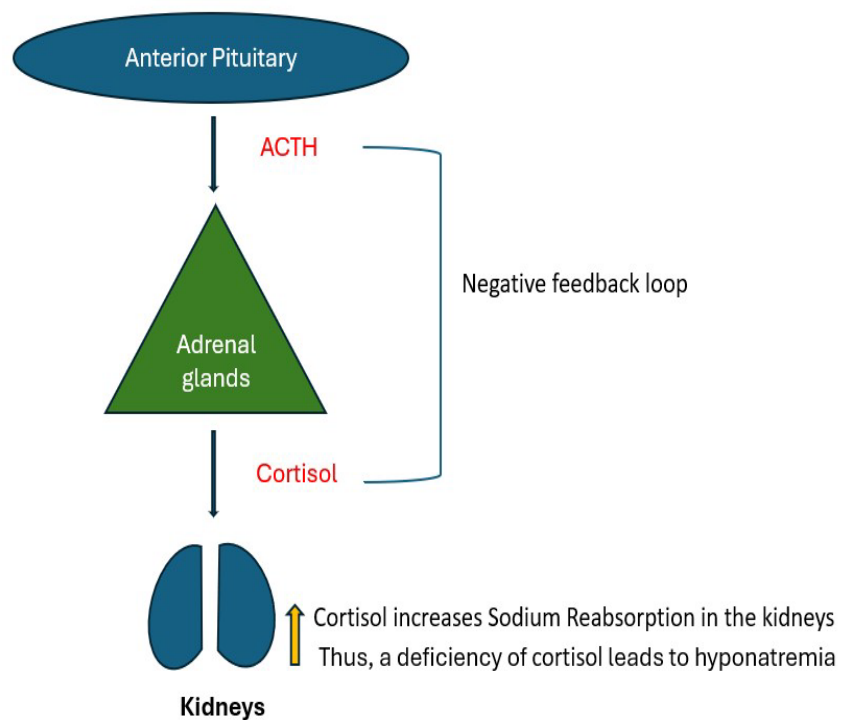 Anterior Pituitary
ACTH
Negative feedback loop
Adrenal
glands
Cortisol
Cortisol increases Sodium Reabsorption in the kidneys
Thus, a deficiency of cortisol leads to hyponatremia
Kidneys